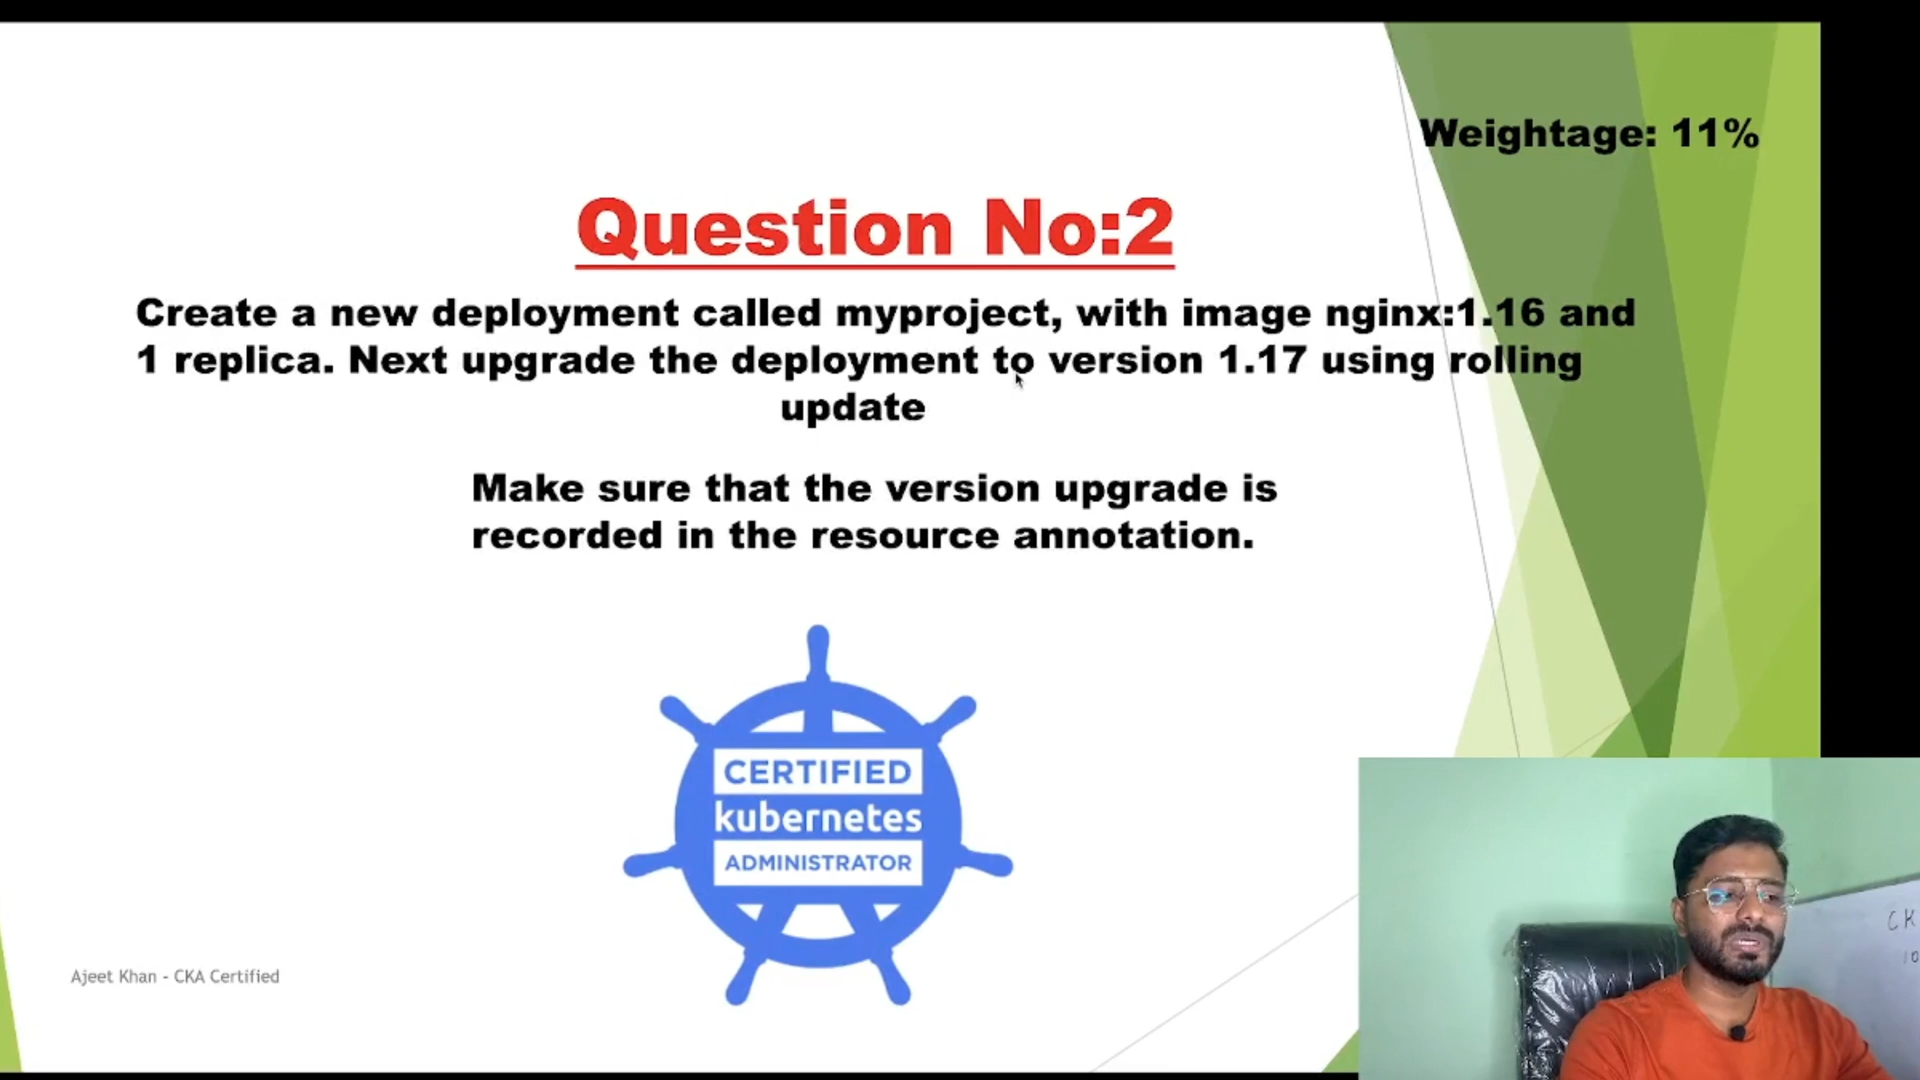 Weightage: 11%
Question No:2
Create a new deployment called myproject, with image nginx:1.16 and
1 replica. Next upgrade the deployment to version 1.17 using rolling
update
Make sure that the version upgrade is
recorded in the resource annotation.
CERTIFIED
kubernetes
ADMINISTRATOR
Ajeet Khan - CKA Certified
CK
10